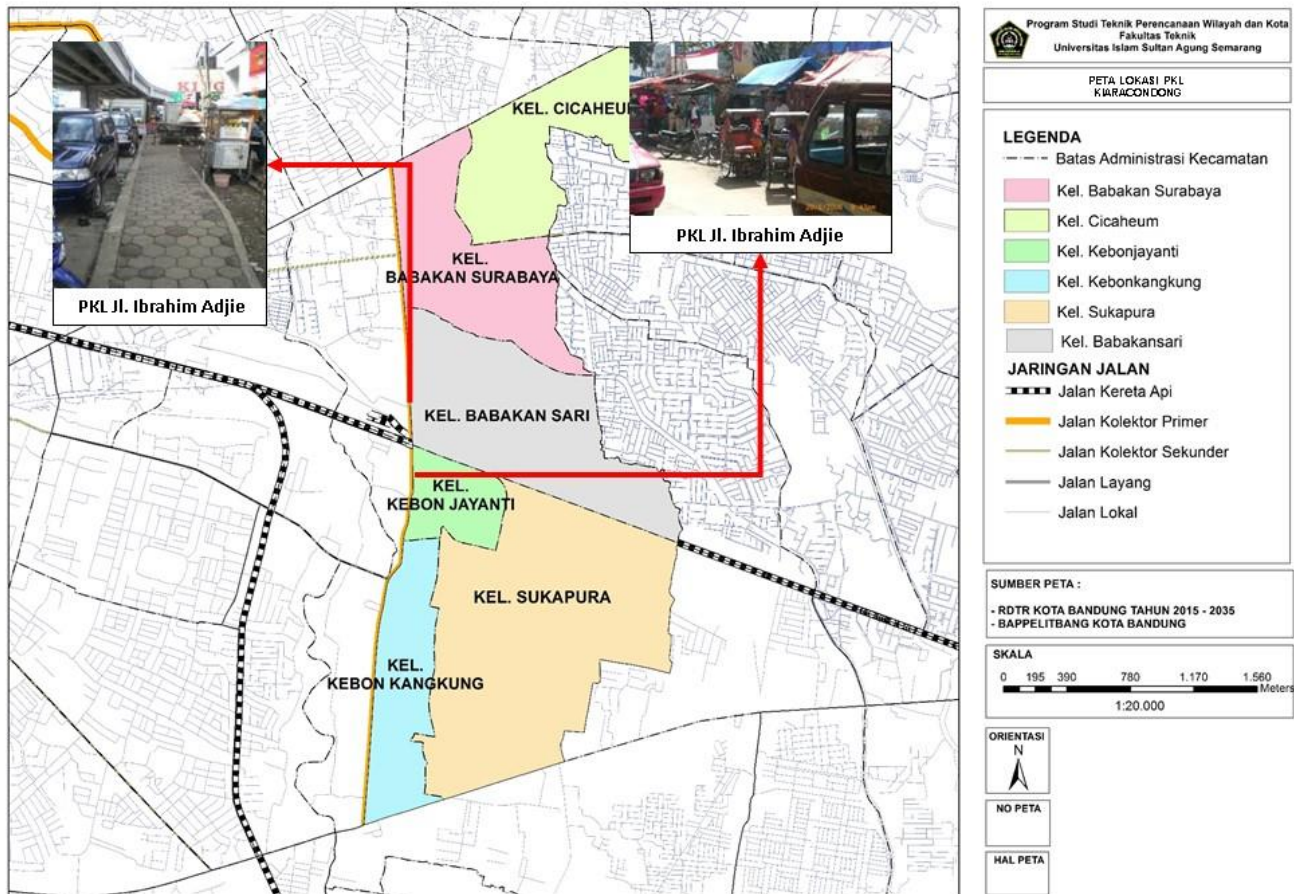 Program Studi Teknik Perencanaan Wilayah dan Kota
Fakultas Teknik
Universitas Islam Sultan Agung Semarang
PETA LOKASI PKL
KIARACONDONG
LEGENDA
Batas Administrasi Kecamatan
Kel. Babakan Surabaya
Kel. Cicaheum
Kel. Kebonjayanti
Kel. Kebonkangkung
Kel. Sukapura
Kel. Babakansari
JARINGAN JALAN
Jalan Kereta Api
Jalan Kolektor Primer
Jalan Kolektor Sekunder
Jalan Layang
Jalan Lokal
SUMBER PETA :
- RDTR KOTA BANDUNG TAHUN 2015 - 2035
- BAPPELITBANG KOTA BANDUNG
SKALA
0 195 390 780 1.170 1.560
Meters
1:20.000
ORIENTASI
N
NO PETA
HAL PETA
KEL. CICAHEUM
KING
PKL Jl. Ibrahim Adjie
PKL Jl. Ibrahim Adjie
KEL.
BABAKAN SURABAYA
KEL. BABAKAN SARI
KEL.
KEBON JAYANTI
KEL. SUKAPURA
KEL.
KEBON KANGKUNG